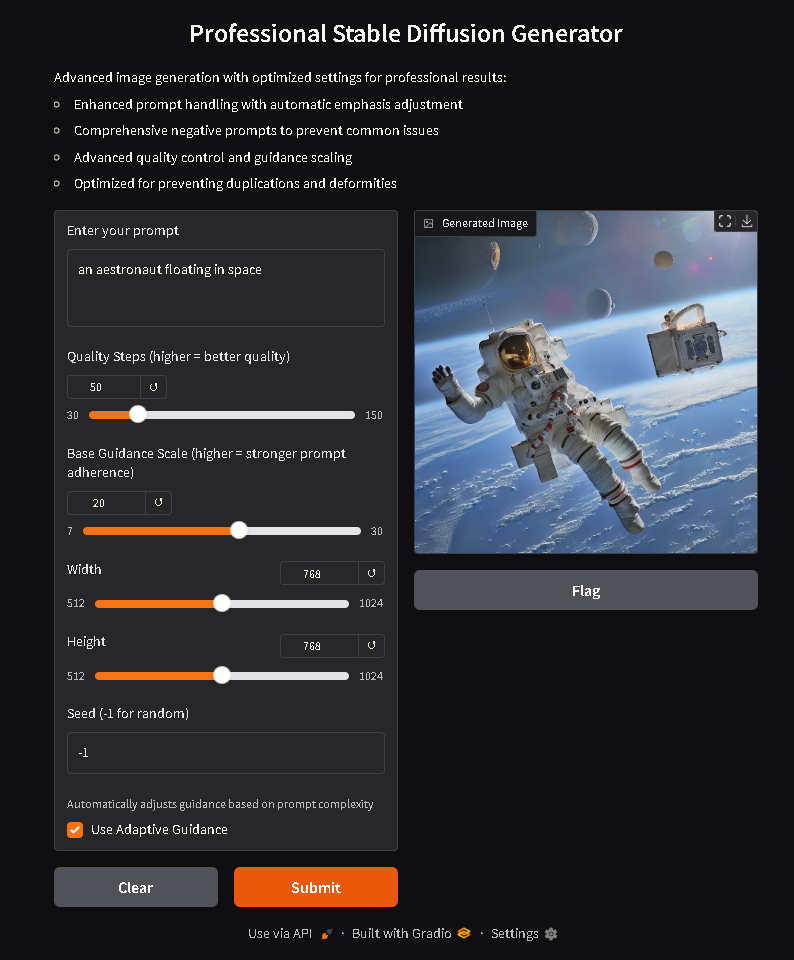 Professional Stable Diffusion Generator
Advanced image generation with optimized settings for professional results:
Enhanced prompt handling with automatic emphasis adjustment
Comprehensive negative prompts to prevent common issues
Advanced quality control and guidance scaling
Optimized for preventing duplications and deformities
Enter your prompt
an aestronaut floating in space
Quality Steps (higher = better quality)
50
30 150
Base Guidance Scale (higher = stronger prompt
adherence)
20
7 30
Width 768
512 1024
Height 768
512 1024
Seed (-1 for random)
-1
Automatically adjusts guidance based on prompt complexity
Use Adaptive Guidance
Clear Submit
Generated Image
Flag
Use via API · Built with Gradio · Settings